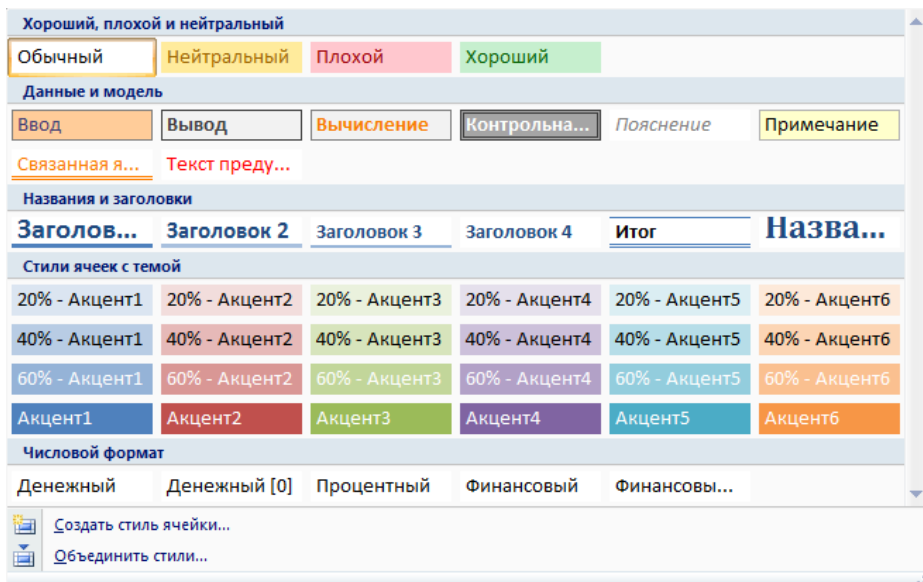 Хороший, плохой и нейтральный
Обычный Нейтральный Плохой Хороший
Данные и модель
Ввод Вывод Вычисление Контрольна... Пояснение Примечание
Связанная я... Текст преду...
Названия и заголовки
Заголов... Заголовок 2 Заголовок 3 Заголовок 4 Итог Назва...
Стили ячеек с темой
20% - Акцент1 20% - Акцент2 20% - Акцент3 20% - Акцент4 20% - Акцент5 20% - Акцент6
40% - Акцент1 40% - Акцент2 40% - Акцент3 40% - Акцент4 40% - Акцент5 40% - Акцент6
60% - Акцент1 60% - Акцент2 60% - Акцент3 60% - Акцент4 60% - Акцент5 60% - Акцент6
Акцент1 Акцент2 Акцент3 Акцент4 Акцент5 Акцент6
Числовой формат
Денежный Денежный [0] Процентный Финансовый Финансовы...
Создать стиль ячейки...
Объединить стили...